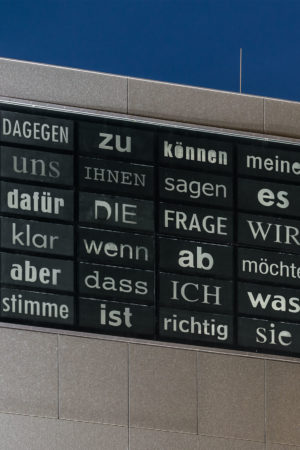 DAGEGEN zu können meine
uns IHNEN sagen es
dafür DIE FRAGE WIR
klar wenn ab möchte
aber dass ICH was
stimme ist richtig sie